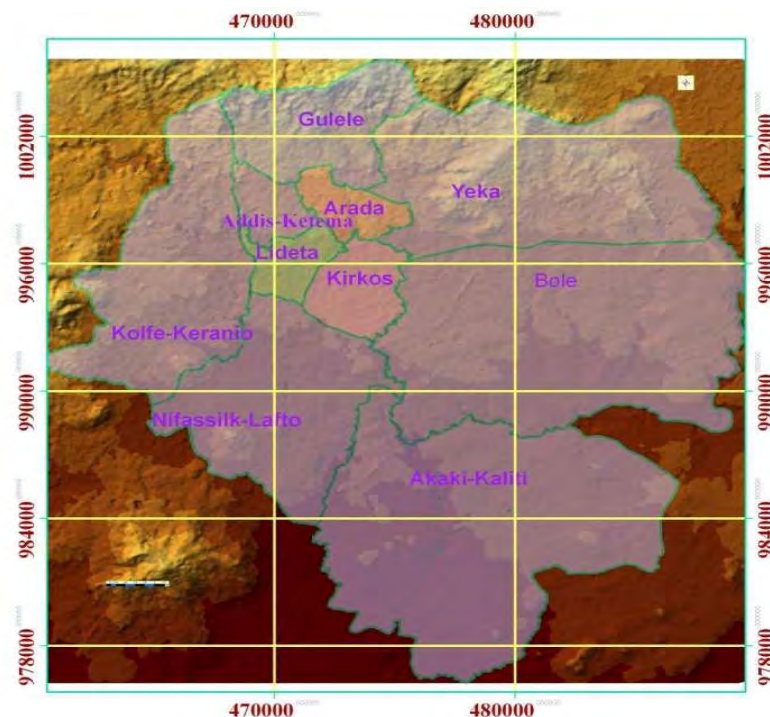 470000 480000
1002000 1002000
Gulele
Yeka
Arada
Addis-Ketema
Lideta
996000 996000
Kirkos
Bole
Kolfe-Keranio
990000 990000
Nifassilk-Lafto
Akaki-Kaliti
984000 984000
978000 978000
470000 480000